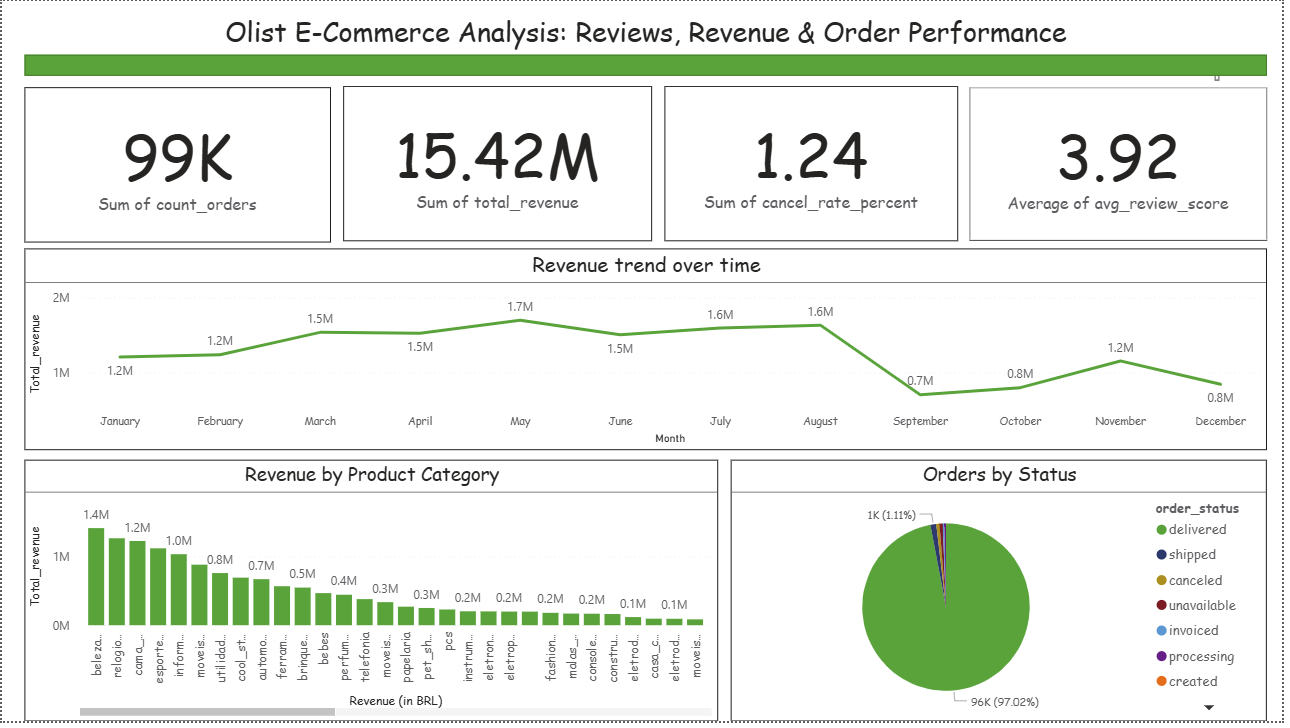 Olist E-Commerce Analysis: Reviews, Revenue & Order Performance
99K
Sum of count_orders
15.42M
Sum of total_revenue
1.24
Sum of cancel_rate_percent
3.92
Average of avg_review_score
Revenue trend over time
Total_revenue
2M
1M
1.2M
1.2M
1.5M
1.5M
1.7M
1.5M
1.6M
1.6M
0.7M
0.8M
1.2M
0.8M
January
February
March
April
May
June
July
August
September
October
November
December
Month
Revenue by Product Category
Total_revenue
1M
0M
1.4M
1.2M
1.0M
0.8M
0.7M
0.5M
0.4M
0.3M
0.3M
0.2M
0.2M
0.2M
0.2M
0.1M
0.1M
beleza...
relogio...
cama_...
esporte...
inform...
moveis...
utilidad...
cool_st...
automo...
ferram...
brinque...
bebes
perfum...
telefonia
moveis...
papelaria
pet_sh...
pcs
instrum...
eletron...
eletrop...
fashion...
malas_...
console...
constru...
eletrod...
casa_c...
eletrod...
moveis...
Revenue (in BRL)
Orders by Status
1K (1.11%)
96K (97.02%)
order_status
delivered
shipped
canceled
unavailable
invoiced
processing
created